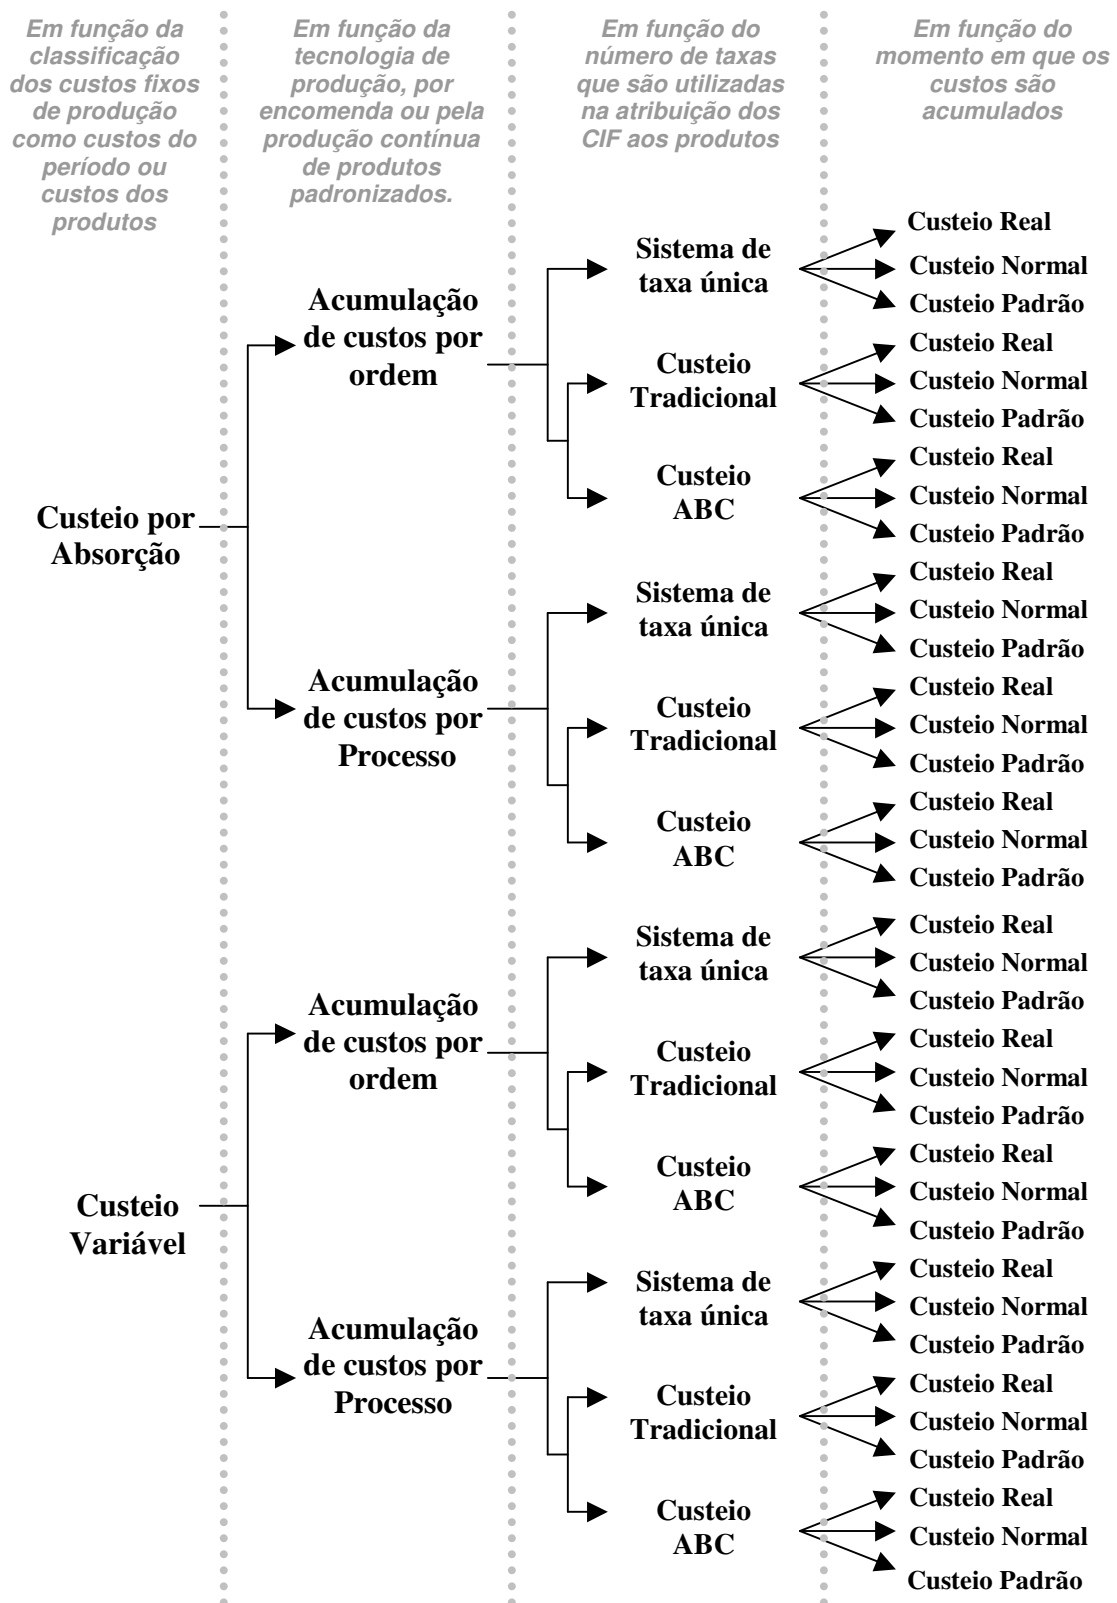 Em função da
classificação
dos custos fixos
de produção
como custos do
período ou
custos dos
produtos
Em função da
tecnologia de
produção, por
encomenda ou pela
produção contínua
de produtos
padronizados.
Em função do
número de taxas
que são utilizadas
na atribuição dos
CIF aos produtos
Em função do
momento em que os
custos são
acumulados
Custeio por
Absorção
Acumulação
de custos por
ordem
Sistema de
taxa única
Custeio Real
Custeio Normal
Custeio Padrão
Custeio
Tradicional
Custeio Real
Custeio Normal
Custeio Padrão
Custeio
ABC
Custeio Real
Custeio Normal
Custeio Padrão
Acumulação
de custos por
Processo
Sistema de
taxa única
Custeio Real
Custeio Normal
Custeio Padrão
Custeio
Tradicional
Custeio Real
Custeio Normal
Custeio Padrão
Custeio
ABC
Custeio Real
Custeio Normal
Custeio Padrão
Custeio
Variável
Acumulação
de custos por
ordem
Sistema de
taxa única
Custeio Real
Custeio Normal
Custeio Padrão
Custeio
Tradicional
Custeio Real
Custeio Normal
Custeio Padrão
Custeio
ABC
Custeio Real
Custeio Normal
Custeio Padrão
Acumulação
de custos por
Processo
Sistema de
taxa única
Custeio Real
Custeio Normal
Custeio Padrão
Custeio
Tradicional
Custeio Real
Custeio Normal
Custeio Padrão
Custeio
ABC
Custeio Real
Custeio Normal
Custeio Padrão